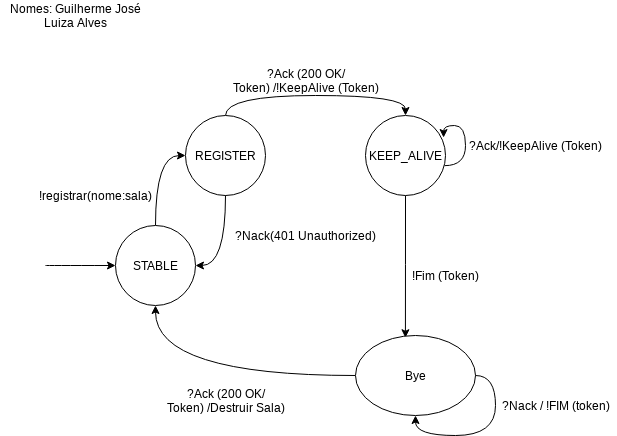 Nomes: Guilherme José
Luiza Alves
?Ack (200 OK/
Token) /!KeepAlive (Token)
REGISTER
KEEP_ALIVE
?Ack/!KeepAlive (Token)
!registrar(nome:sala)
?Nack(401 Unauthorized)
STABLE
!Fim (Token)
Bye
?Ack (200 OK/
Token) /Destruir Sala)
?Nack / !FIM (token)